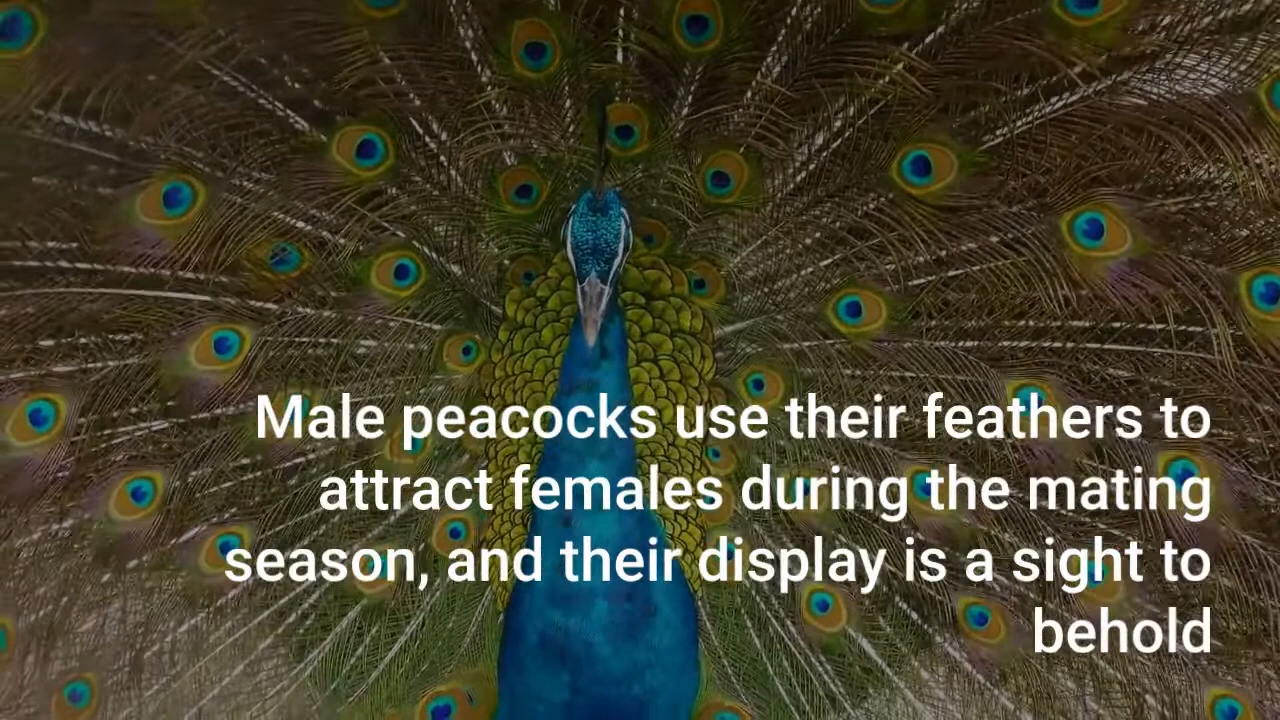 Male peacocks use their feathers to
attract females during the mating
season, and their display is a sight to
behold